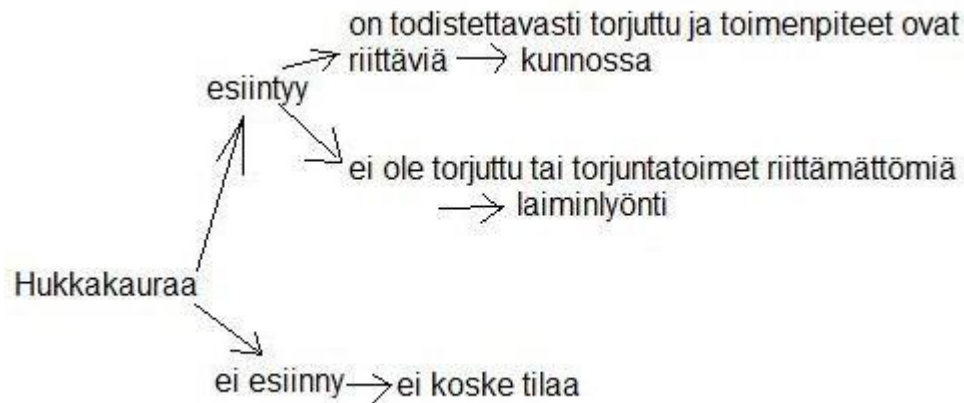 on todistettavasti torjuttu ja toimenpiteet ovat
riittäviä kunnossa
esiintyy
ei ole torjuttu tai torjuntatoimet riittämättömiä
laiminlyönti
Hukkakauraa
ei esiinny ei koske tilaa